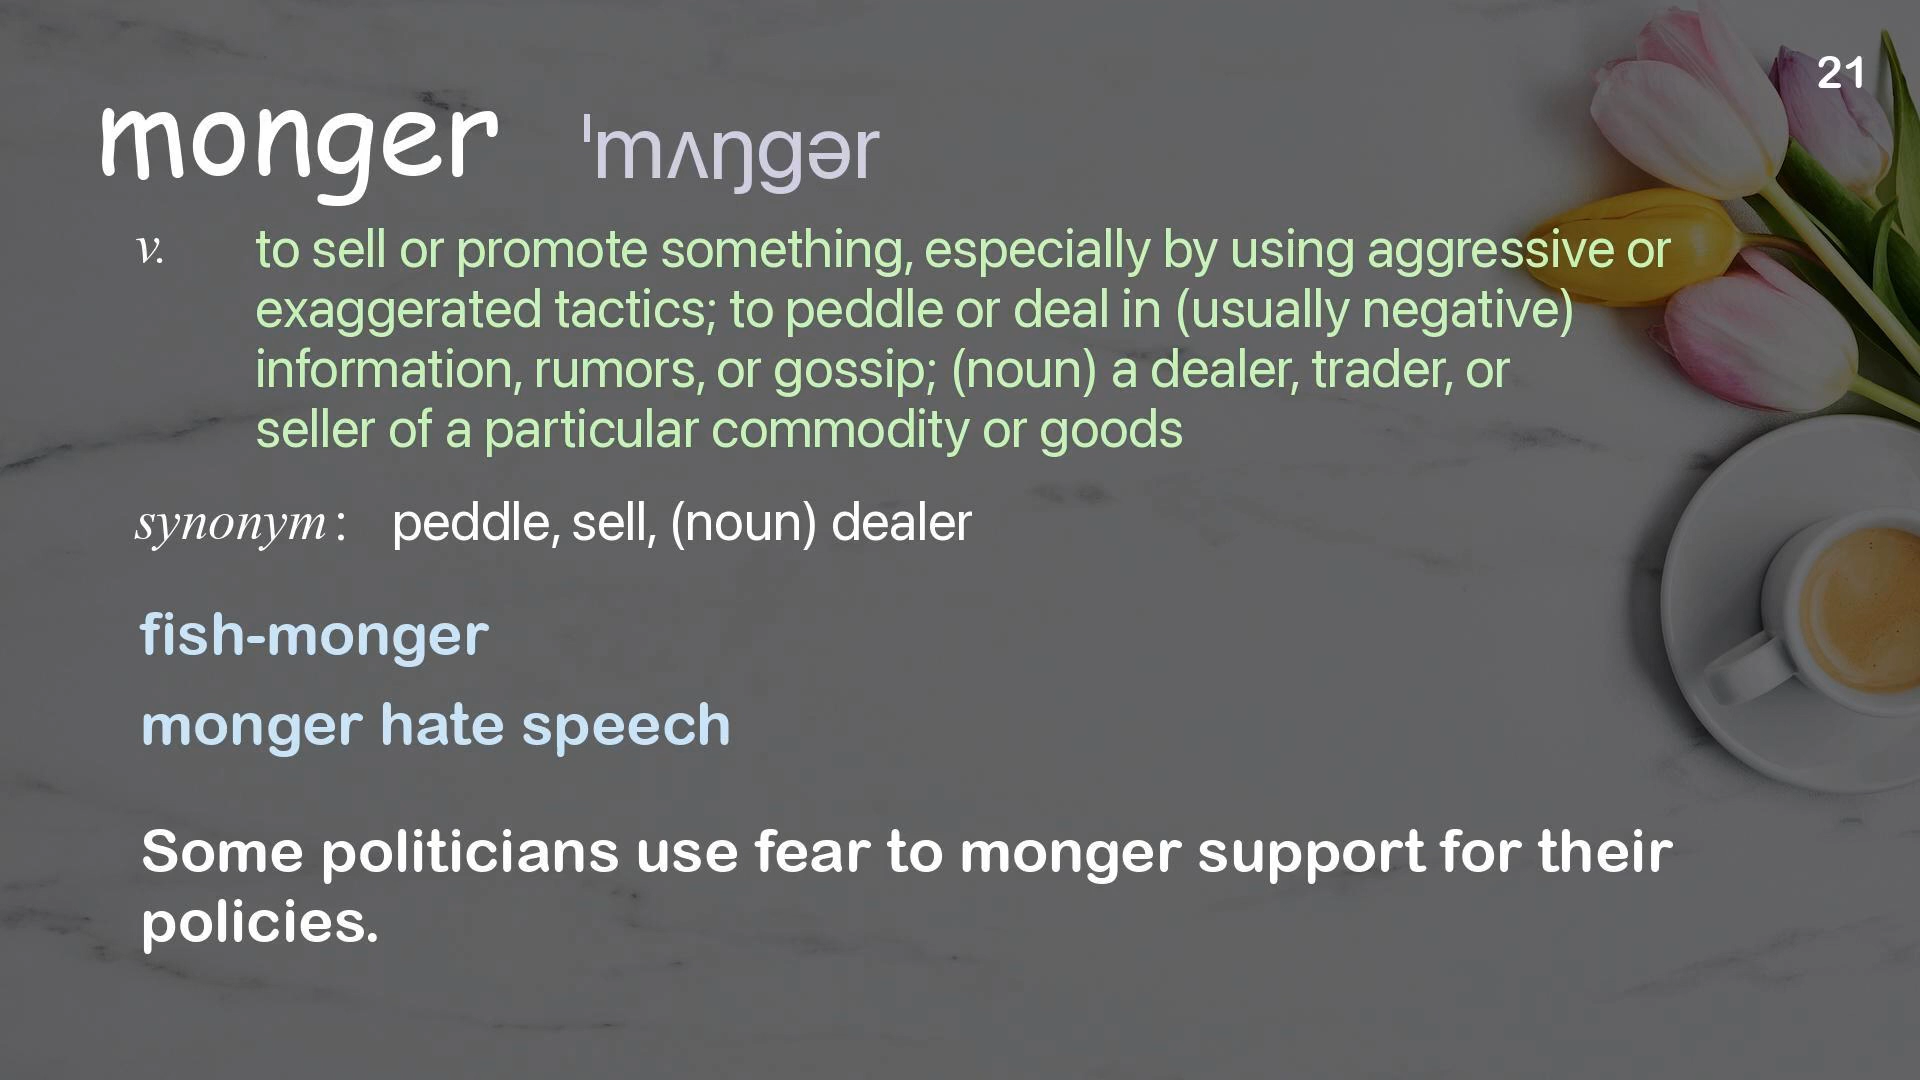 21
monger ˈmʌŋgər
v. to sell or promote something, especially by using aggressive or
exaggerated tactics; to peddle or deal in (usually negative)
information, rumors, or gossip; (noun) a dealer, trader, or
seller of a particular commodity or goods
synonym : peddle, sell, (noun) dealer
fish-monger
monger hate speech
Some politicians use fear to monger support for their
policies.